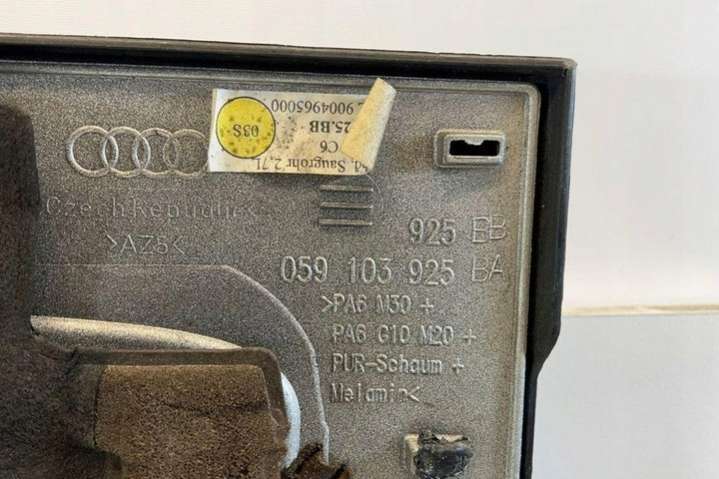 d. Saugrohr 2,7L
C6
25.BB
9004965000
03S
Czech Republic<
>AZ5<
925 BB
059 103 925 BA
>PA6 M30 +
PA6 G10 M20 +
PUR-Schaum +
Melamin<